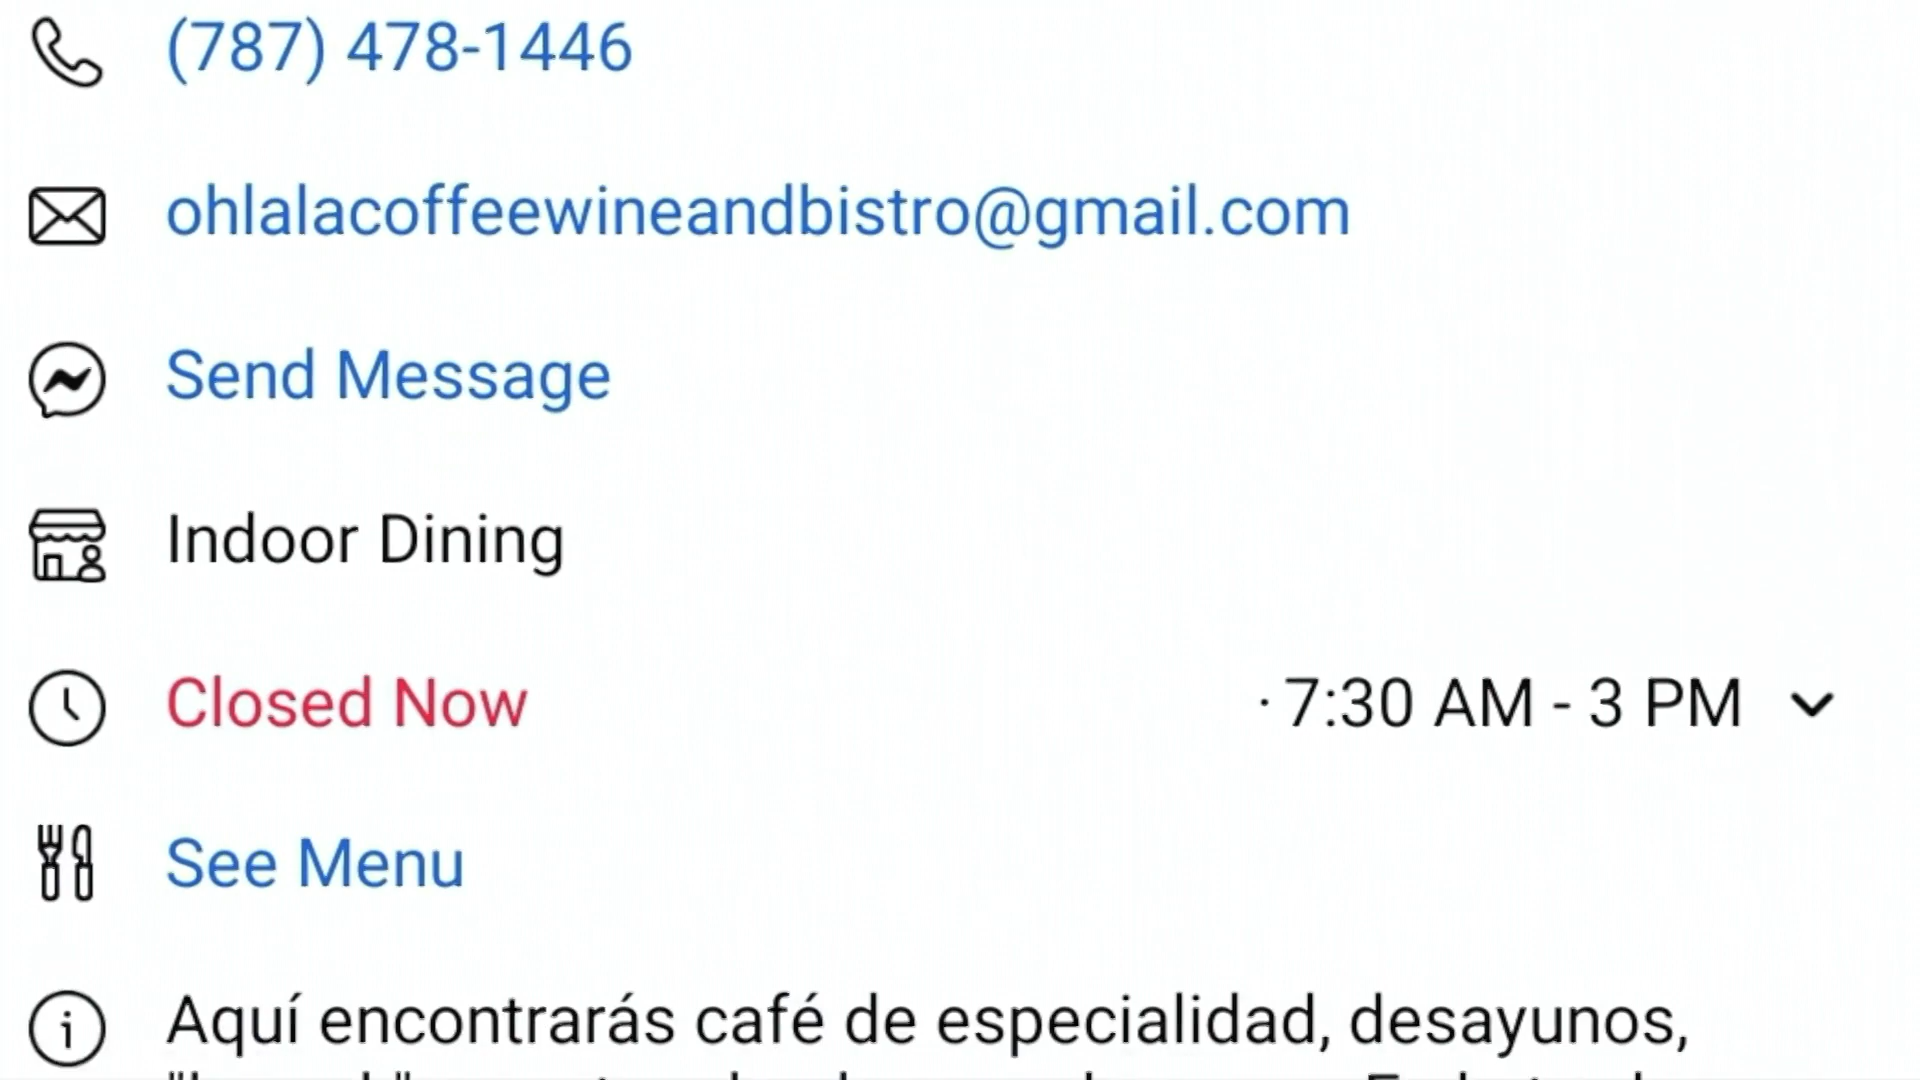 (787) 478-1446
ohlalacoffeewineandbistro@gmail.com
Send Message
Indoor Dining
Closed Now · 7:30 AM - 3 PM
See Menu
Aquí encontrarás café de especialidad, desayunos,